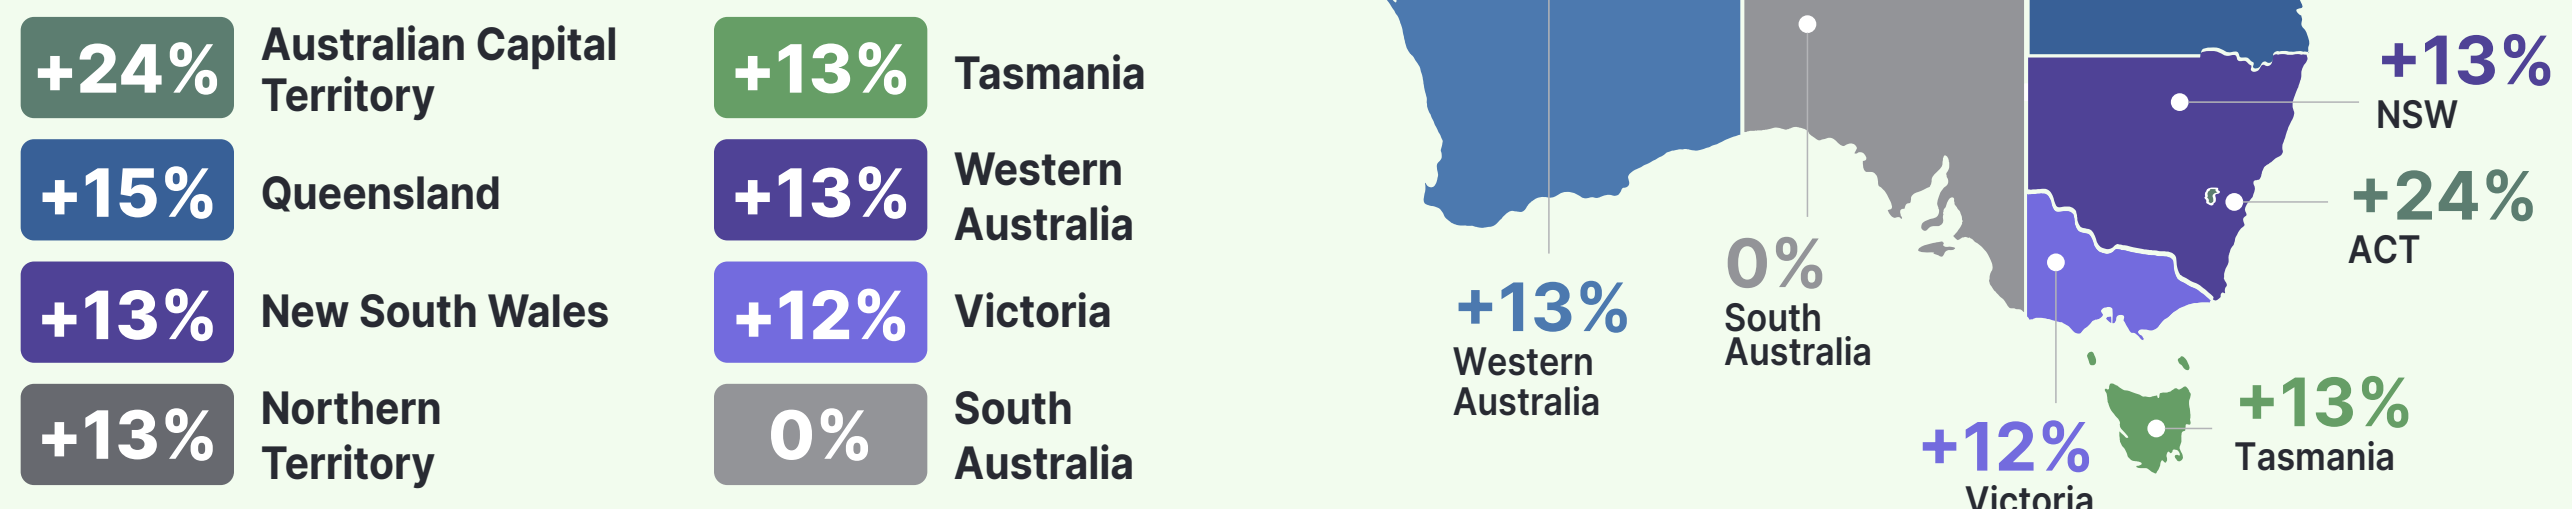 +24%
Australian Capital
Territory
+15%
Queensland
+13%
New South Wales
+13%
Northern
Territory
+13%
Tasmania
+13%
Western
Australia
+12%
Victoria
0%
South
Australia
+13%
Western
Australia
0%
South
Australia
+13%
NSW
+24%
ACT
+12%
Victoria
+13%
Tasmania